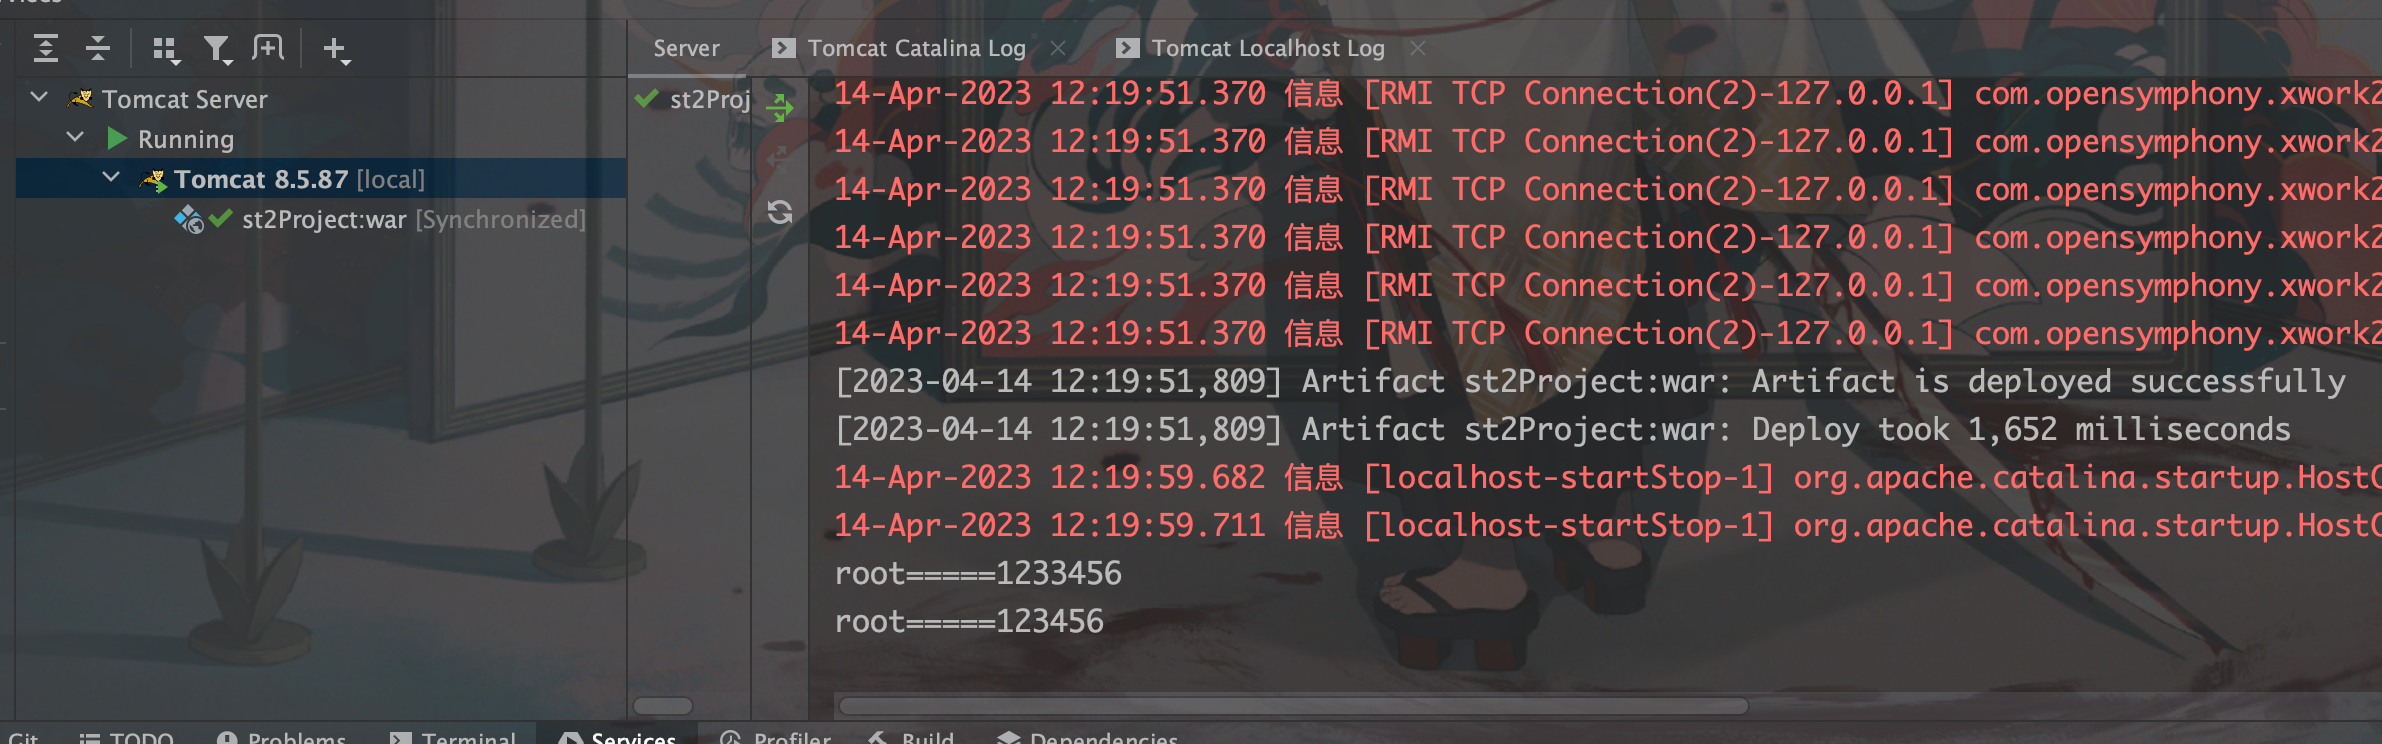 Server
Tomcat Catalina Log
Tomcat Localhost Log
Tomcat Server
Running
Tomcat 8.5.87 [local]
st2Project:war [Synchronized]
st2Proj
14-Apr-2023 12:19:51.370 信息 [RMI TCP Connection(2)-127.0.0.1] com.opensymphony.xwork2
14-Apr-2023 12:19:51.370 信息 [RMI TCP Connection(2)-127.0.0.1] com.opensymphony.xwork2
14-Apr-2023 12:19:51.370 信息 [RMI TCP Connection(2)-127.0.0.1] com.opensymphony.xwork2
14-Apr-2023 12:19:51.370 信息 [RMI TCP Connection(2)-127.0.0.1] com.opensymphony.xwork2
14-Apr-2023 12:19:51.370 信息 [RMI TCP Connection(2)-127.0.0.1] com.opensymphony.xwork2
14-Apr-2023 12:19:51.370 信息 [RMI TCP Connection(2)-127.0.0.1] com.opensymphony.xwork2
[2023-04-14 12:19:51,809] Artifact st2Project:war: Artifact is deployed successfully
[2023-04-14 12:19:51,809] Artifact st2Project:war: Deploy took 1,652 milliseconds
14-Apr-2023 12:19:59.682 信息 [localhost-startStop-1] org.apache.catalina.startup.HostC
14-Apr-2023 12:19:59.711 信息 [localhost-startStop-1] org.apache.catalina.startup.HostC
root=====1233456
root=====123456
Git TODO Problems Terminal Services Profiler Build Dependencies